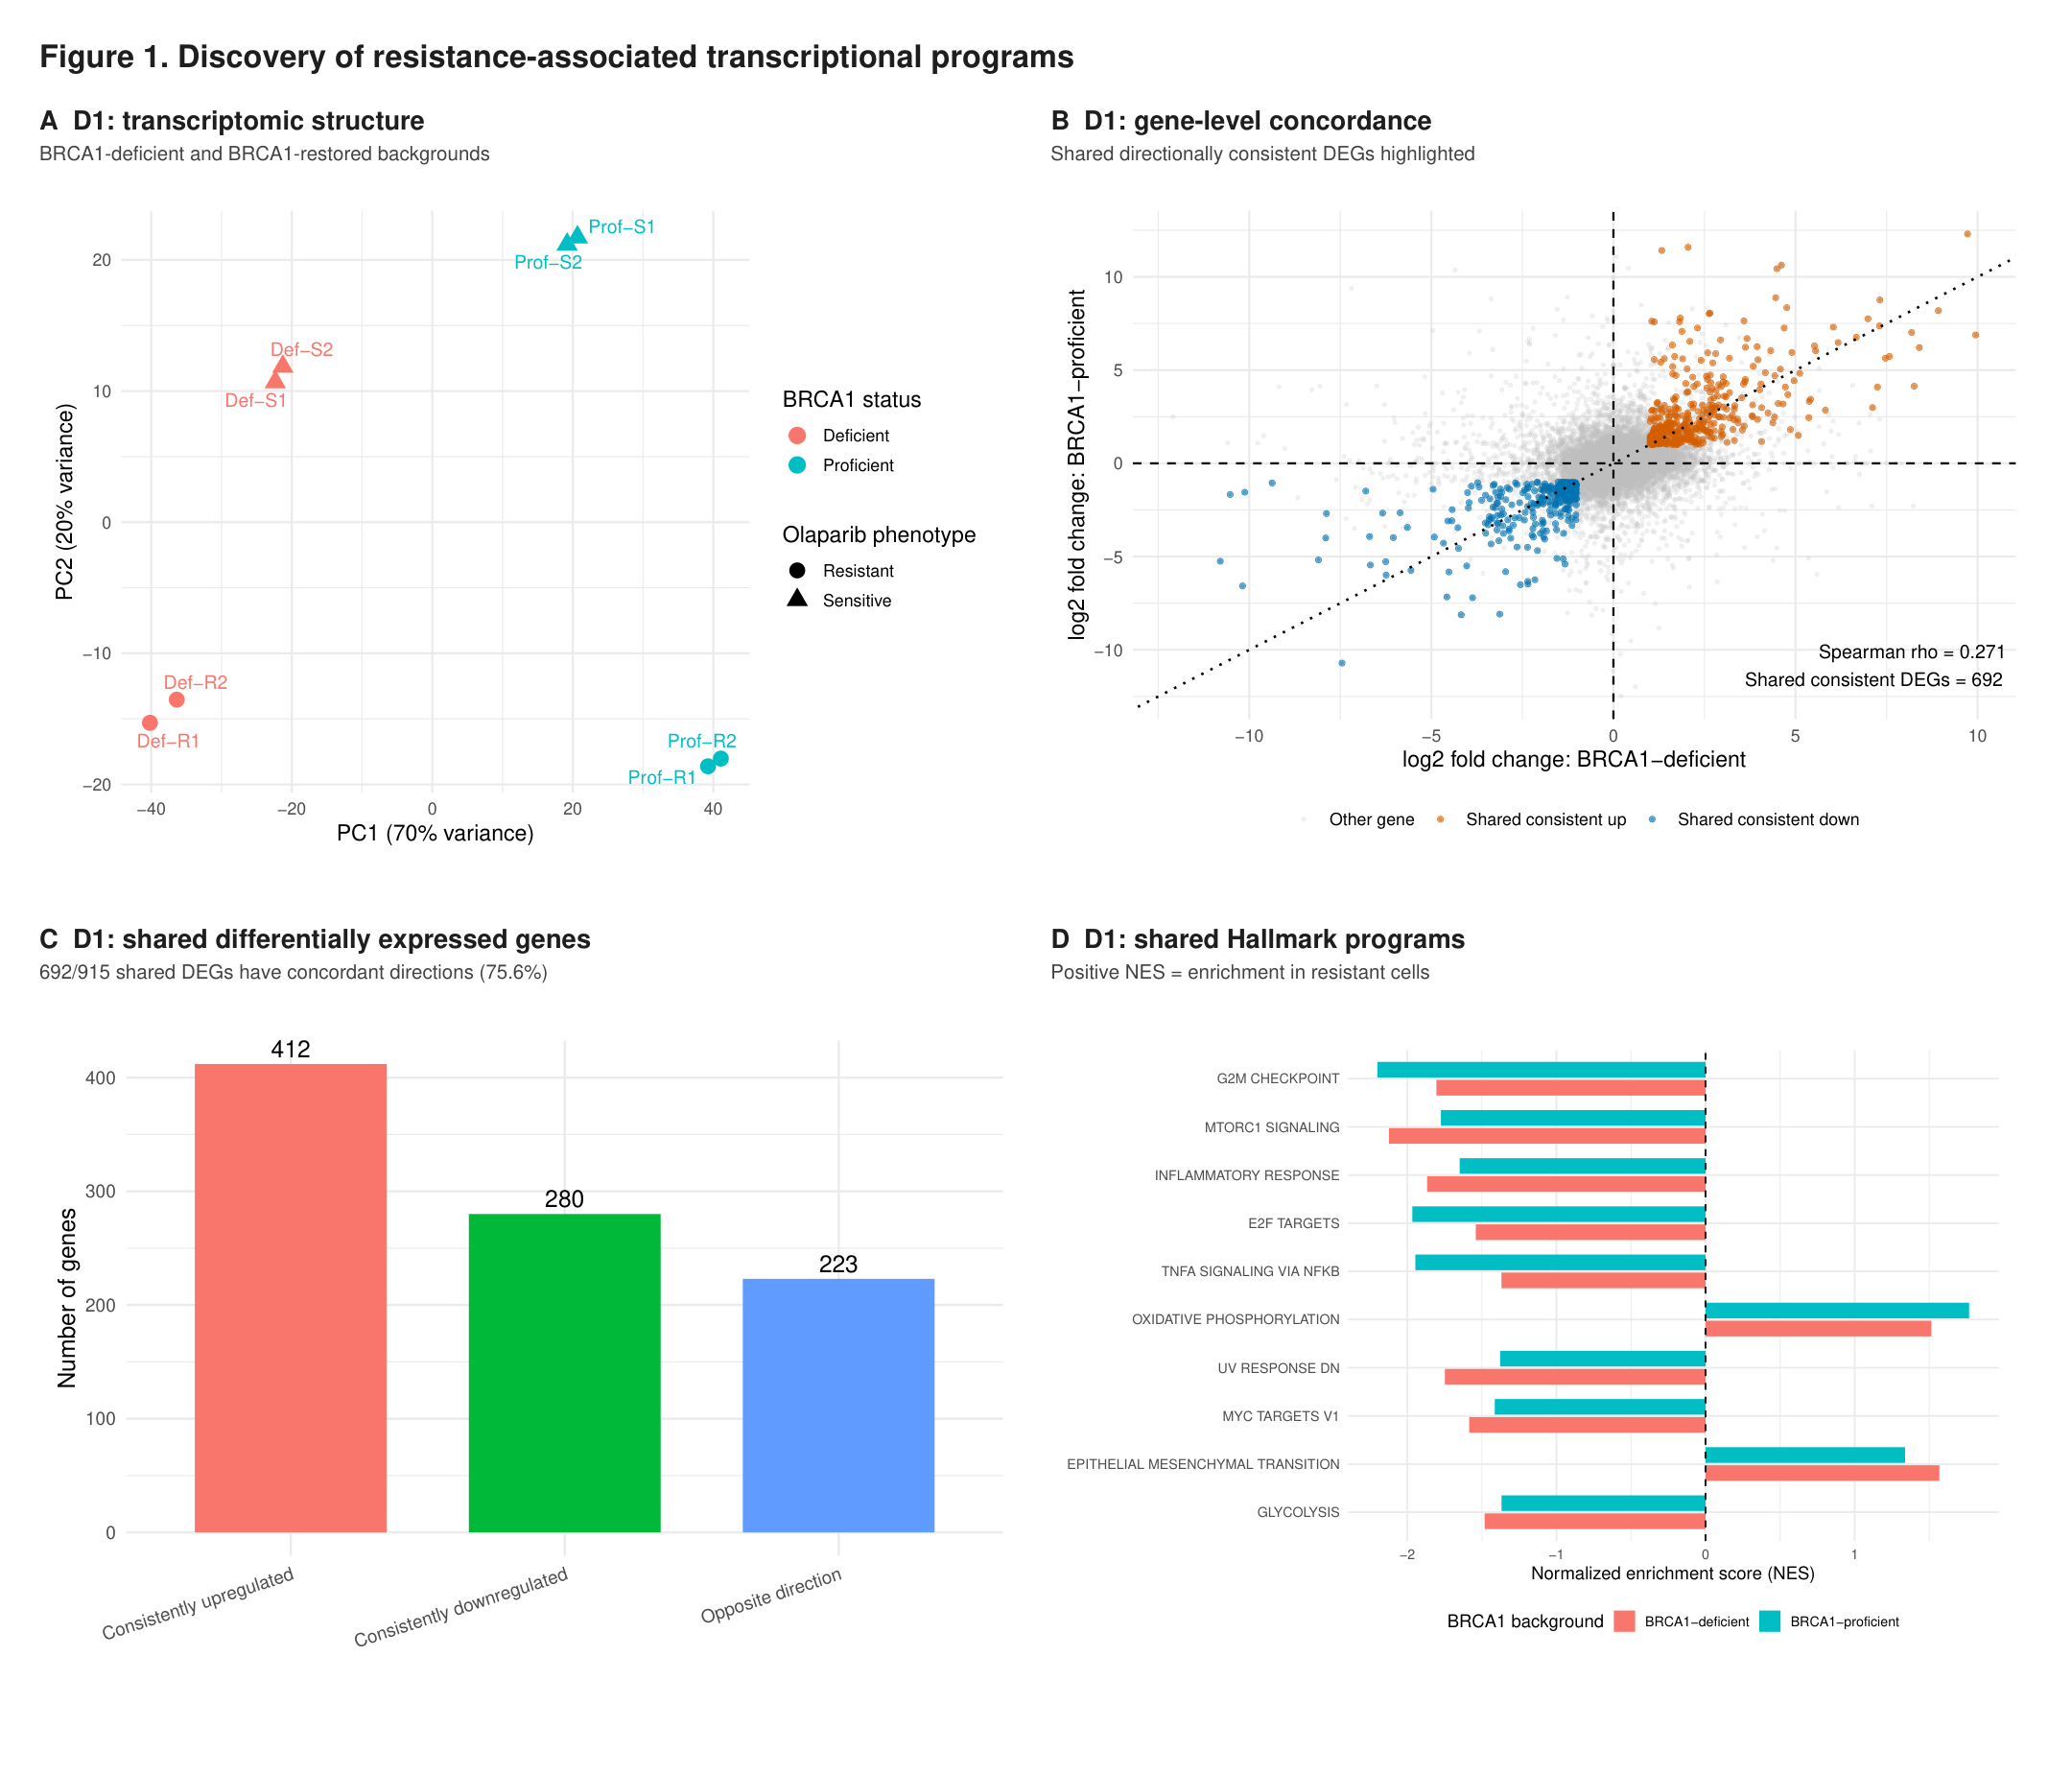 Figure 1. Discovery of resistance-associated transcriptional programs
A D1: transcriptomic structure
BRCA1-deficient and BRCA1-restored backgrounds
Prof−S1
Prof−S2
Def−S2
Def−S1
Def−R2
Def−R1
Prof−R2
Prof−R1
20
10
0
−10
−20
−40
−20
0
20
40
PC2 (20% variance)
PC1 (70% variance)
BRCA1 status
Deficient
Proficient
Olaparib phenotype
Resistant
Sensitive
B D1: gene-level concordance
Shared directionally consistent DEGs highlighted
10
5
0
−5
−10
log2 fold change: BRCA1−proficient
Spearman rho = 0.271
Shared consistent DEGs = 692
−10
−5
0
5
10
log2 fold change: BRCA1−deficient
Other gene
Shared consistent up
Shared consistent down
C D1: shared differentially expressed genes
692/915 shared DEGs have concordant directions (75.6%)
412
280
223
400
300
200
100
0
Number of genes
Consistently upregulated
Consistently downregulated
Opposite direction
D D1: shared Hallmark programs
Positive NES = enrichment in resistant cells
G2M CHECKPOINT
MTORC1 SIGNALING
INFLAMMATORY RESPONSE
E2F TARGETS
TNFA SIGNALING VIA NFKB
OXIDATIVE PHOSPHORYLATION
UV RESPONSE DN
MYC TARGETS V1
EPITHELIAL MESENCHYMAL TRANSITION
GLYCOLYSIS
−2
−1
0
1
Normalized enrichment score (NES)
BRCA1 background
BRCA1−deficient
BRCA1−proficient